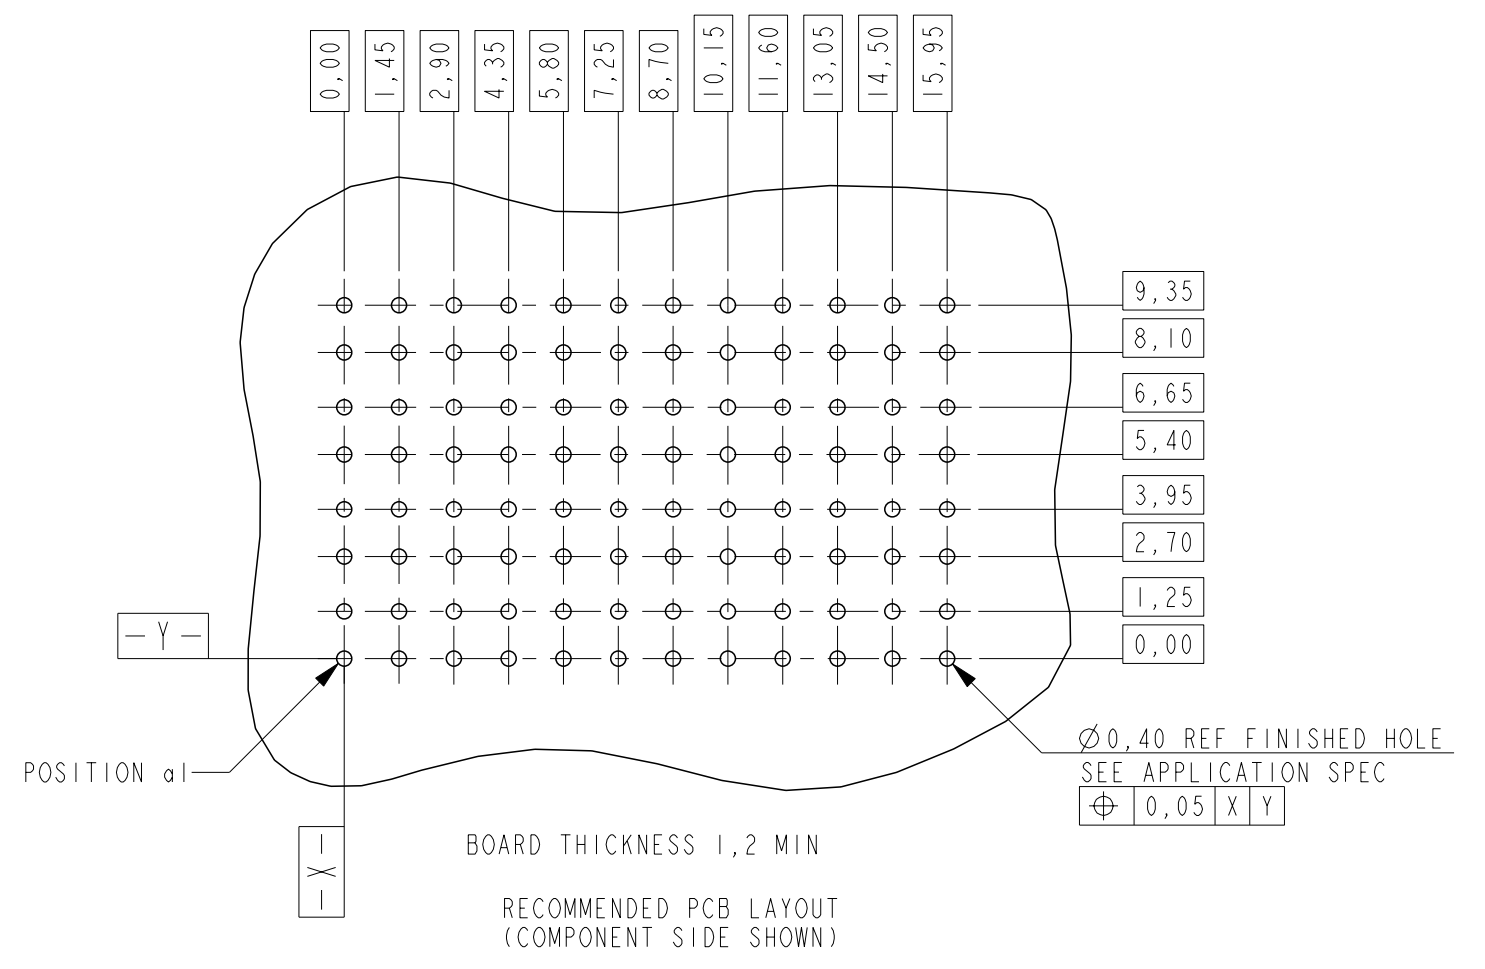 0,00
1,45
2,90
4,35
5,80
7,25
8,70
10,15
11,60
13,05
14,50
15,95
9,35
8,10
6,65
5,40
3,95
2,70
1,25
0,00
– Y –
POSITION a1
Ø0,40 REF FINISHED HOLE
SEE APPLICATION SPEC
⌖ 0,05 X Y
– X –
BOARD THICKNESS 1,2 MIN
RECOMMENDED PCB LAYOUT
(COMPONENT SIDE SHOWN)